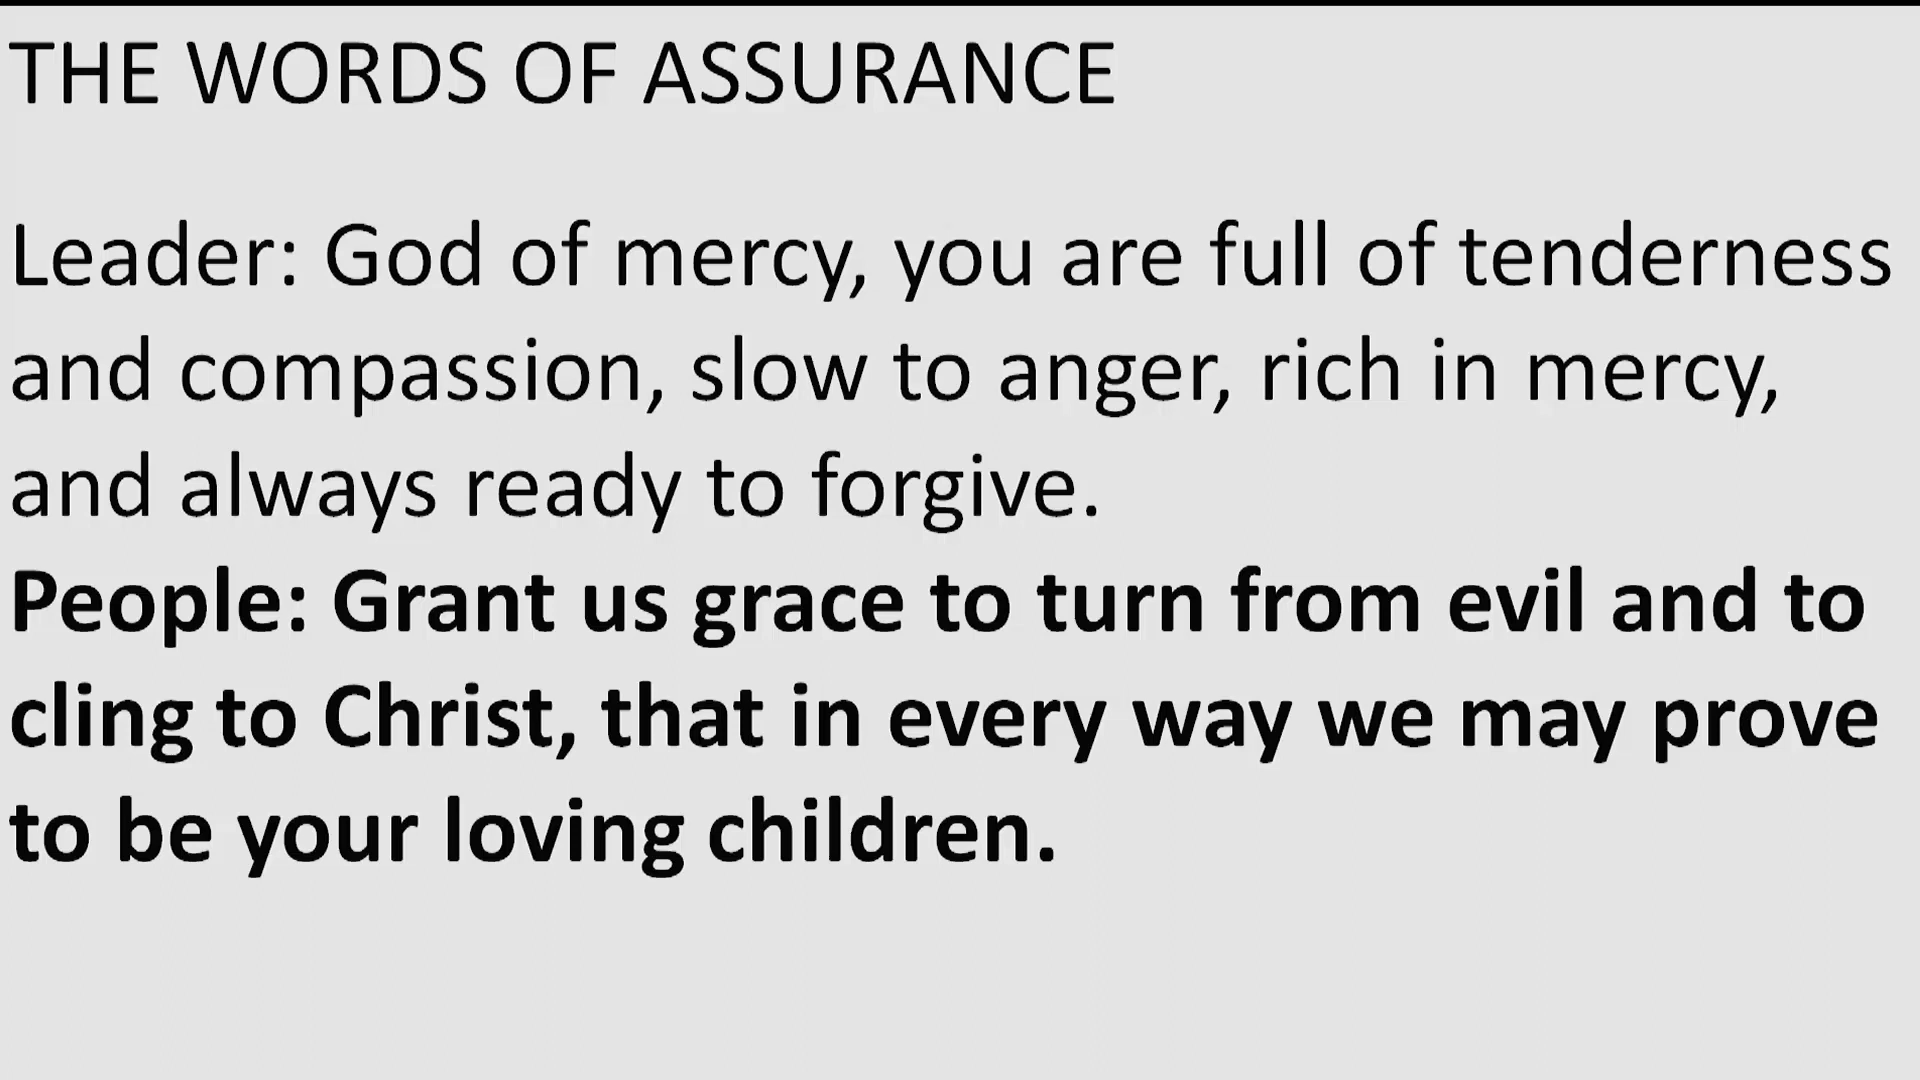 THE WORDS OF ASSURANCE
Leader: God of mercy, you are full of tenderness
and compassion, slow to anger, rich in mercy,
and always ready to forgive.
People: Grant us grace to turn from evil and to
cling to Christ, that in every way we may prove
to be your loving children.